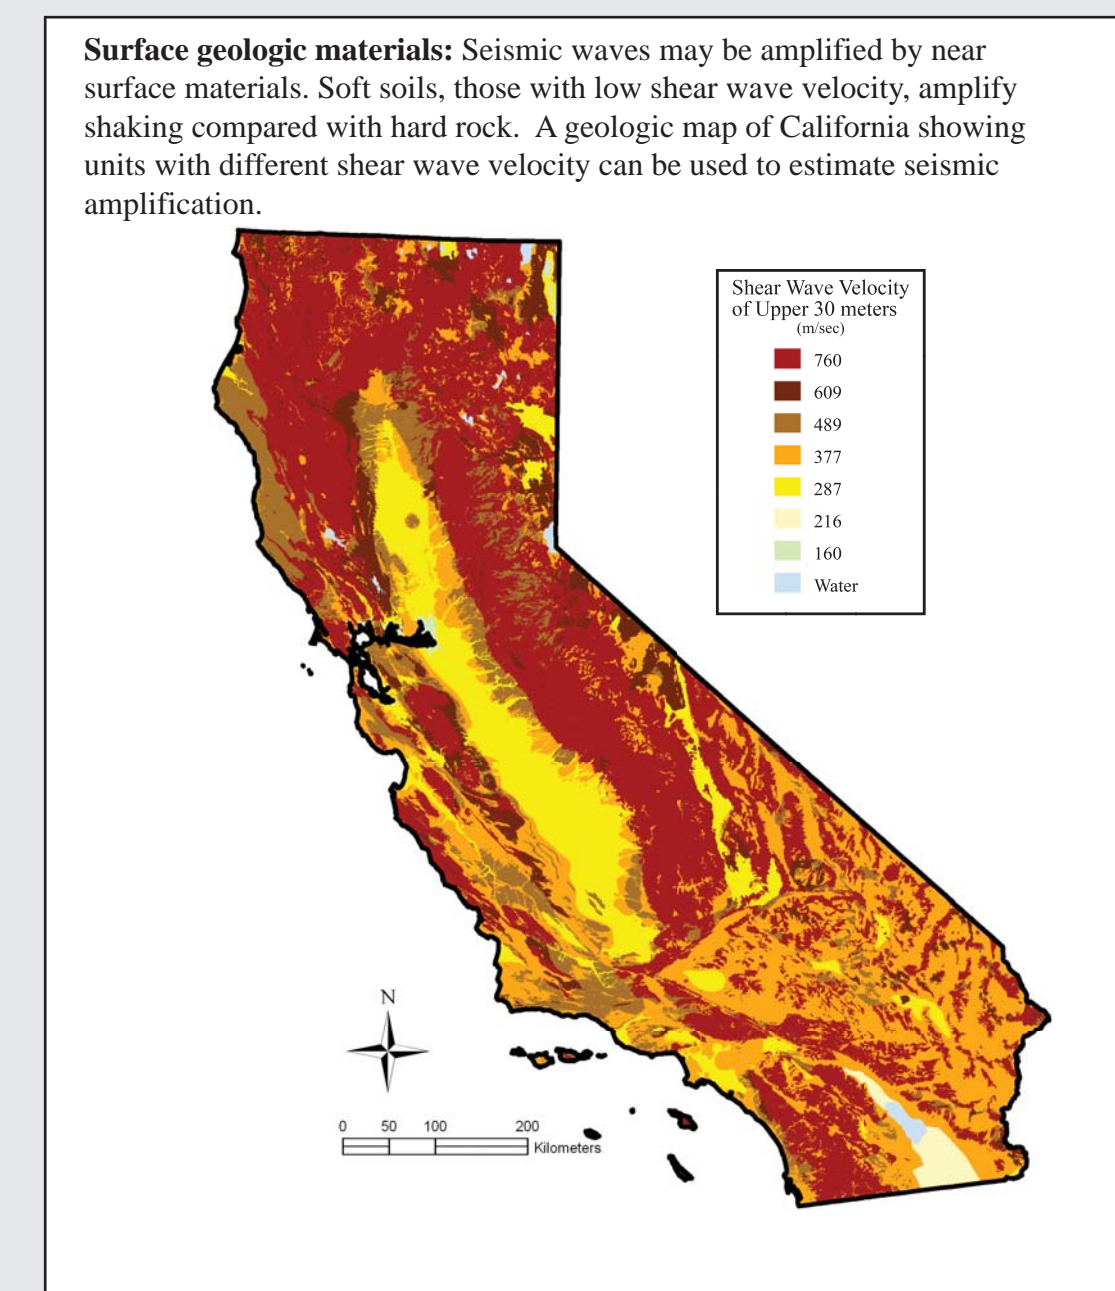 Surface geologic materials: Seismic waves may be amplified by near
surface materials. Soft soils, those with low shear wave velocity, amplify
shaking compared with hard rock.  A geologic map of California showing
units with different shear wave velocity can be used to estimate seismic
amplification.
Shear Wave Velocity
of Upper 30 meters
(m/sec)
760
609
489
377
287
216
160
Water
N
0 50 100 200
Kilometers